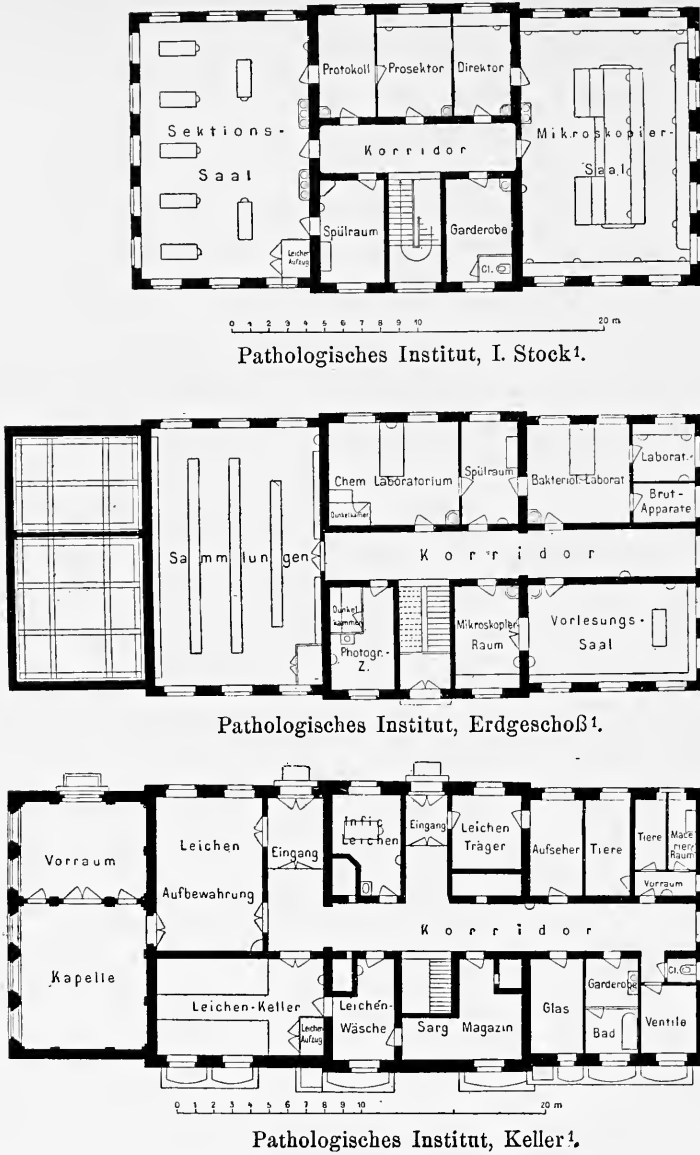 Protokoll Prosektor Direktor
Sektions-
Saal
Korridor
Mikroskopier-
Saal
Spülraum
Garderobe
Leichen
Aufzug
Cl.
0 1 2 3 4 5 6 7 8 9 10 20 m
Pathologisches Institut, I. Stock¹.
Chem Laboratorium
Dunkelkammer
Spülraum
Bakteriol. Laborat
Laborat.-
Brut-
Apparate
Sammlungen
Korridor
Dunkel
kammer
Photogr.-
Z.
Mikroskopier
Raum
Vorlesungs-
Saal
Pathologisches Institut, Erdgeschoß¹.
Vorraum
Leichen
Aufbewahrung
Eingang
Infic
Leichen
Eingang
Leichen
Träger
Aufseher
Tiere
Tiere
Mace
rier
Raum
Vorraum
Korridor
Kapelle
Leichen-Keller
Leichen
Aufzug
Leichen-
Wäsche
Sarg Magazin
Glas
Garderobe
Bad
Cl.
Ventile
0 1 2 3 4 5 6 7 8 9 10 20 m
Pathologisches Institut, Keller¹.